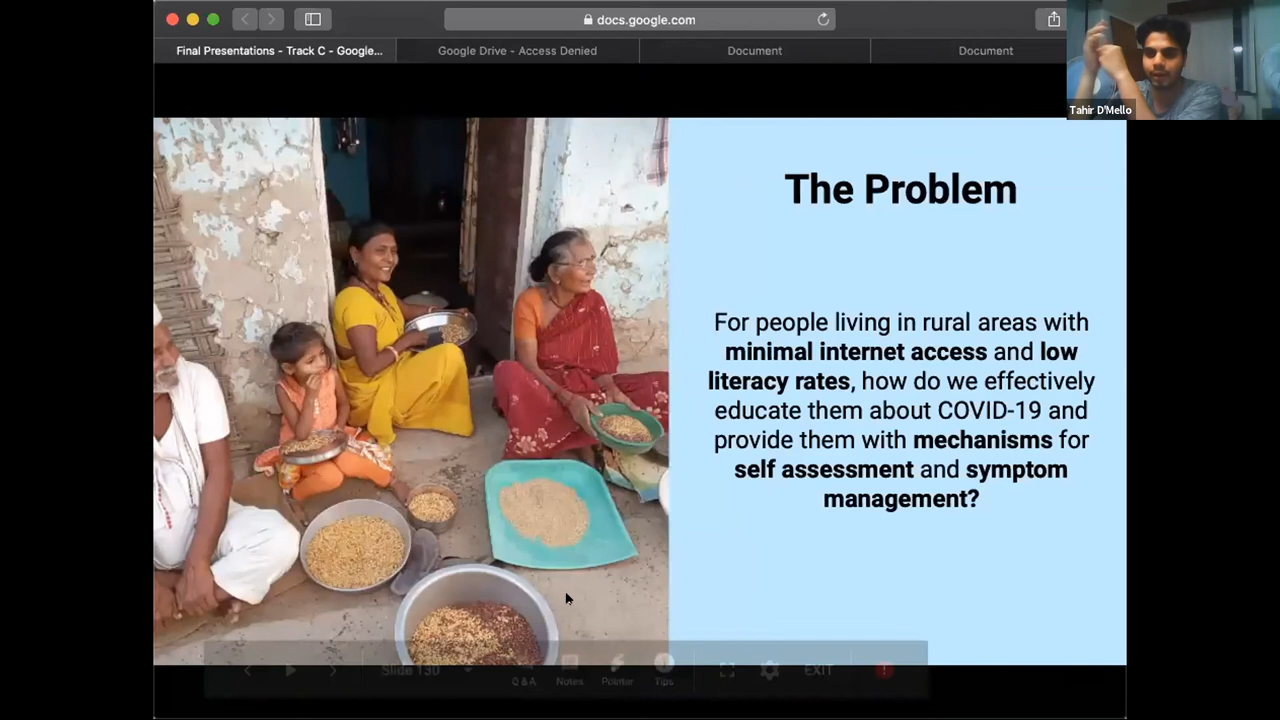 docs.google.com
Final Presentations - Track C - Google...
Google Drive - Access Denied
Document
Document
Tahir D'Mello
The Problem
For people living in rural areas with
minimal internet access and low
literacy rates, how do we effectively
educate them about COVID-19 and
provide them with mechanisms for
self assessment and symptom
management?
Slide 130
Q & A
Notes
Pointer
Tips
EXIT